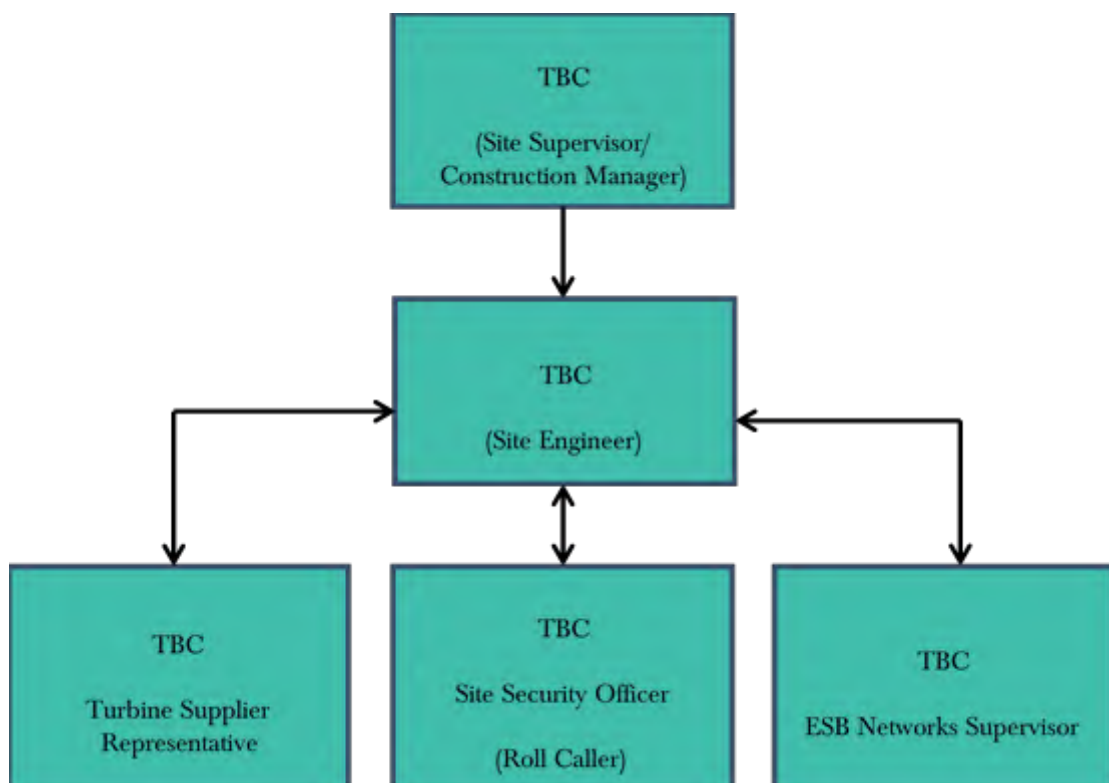 TBC
(Site Supervisor/
Construction Manager)
TBC
(Site Engineer)
TBC
Turbine Supplier
Representative
TBC
Site Security Officer
(Roll Caller)
TBC
ESB Networks Supervisor